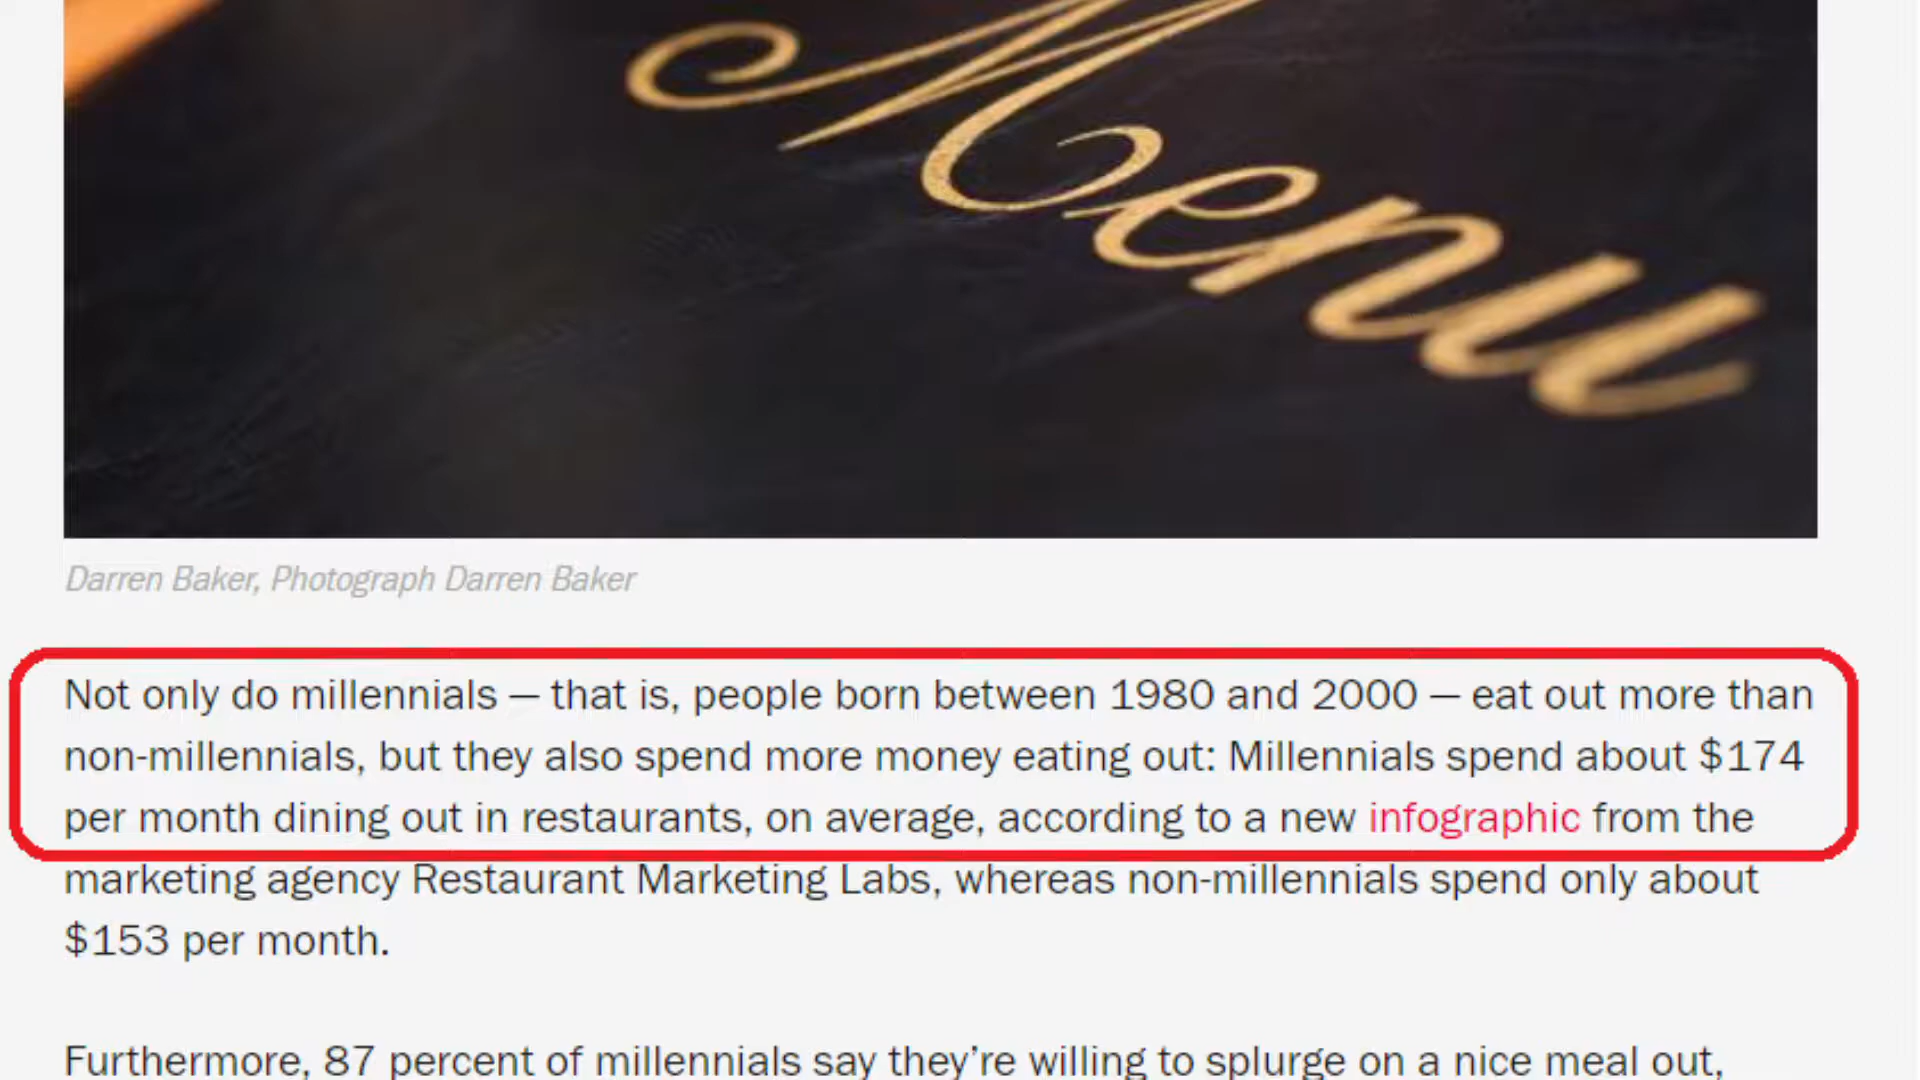 Menu
Darren Baker, Photograph Darren Baker
Not only do millennials — that is, people born between 1980 and 2000 — eat out more than
non-millennials, but they also spend more money eating out: Millennials spend about $174
per month dining out in restaurants, on average, according to a new infographic from the
marketing agency Restaurant Marketing Labs, whereas non-millennials spend only about
$153 per month.
Furthermore, 87 percent of millennials say they’re willing to splurge on a nice meal out,